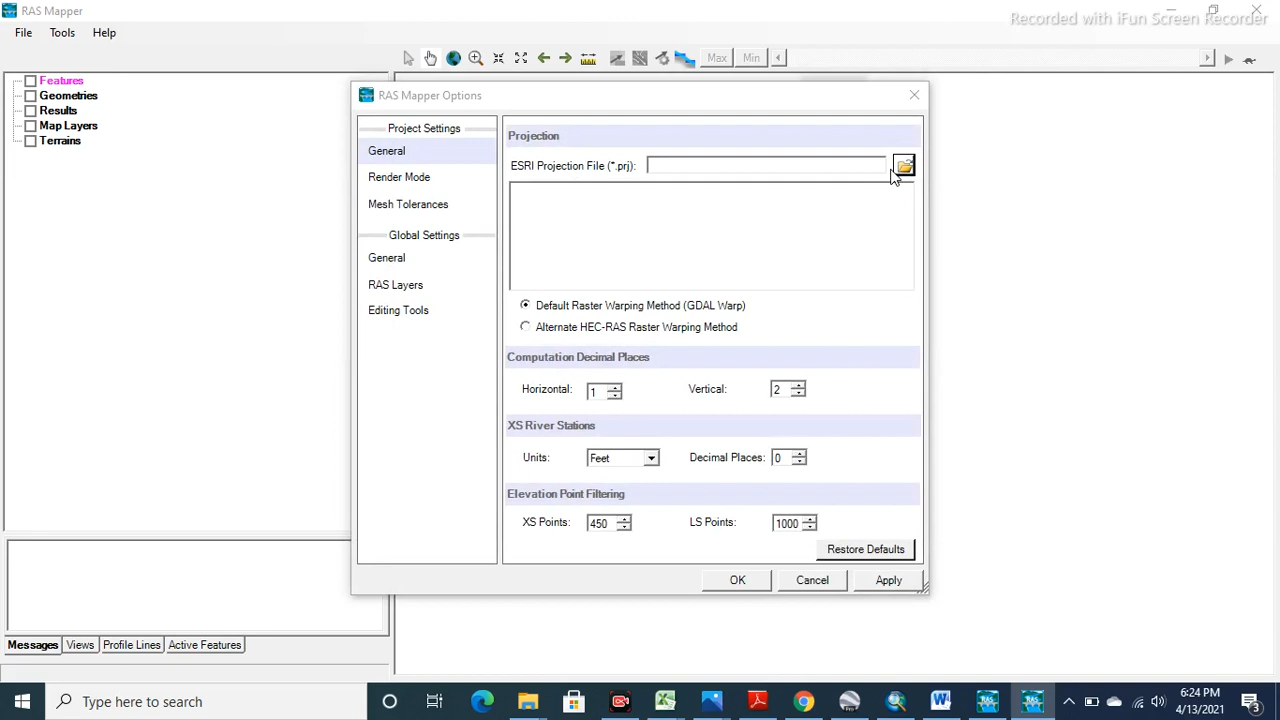 RAS Mapper
Recorded with iFun Screen Recorder
File Tools Help
Max Min
Features
Geometries
Results
Map Layers
Terrains
RAS Mapper Options
Project Settings
General
Render Mode
Mesh Tolerances
Global Settings
General
RAS Layers
Editing Tools
Projection
ESRI Projection File (*.prj):
Default Raster Warping Method (GDAL Warp)
Alternate HEC-RAS Raster Warping Method
Computation Decimal Places
Horizontal: 1 Vertical: 2
XS River Stations
Units: Feet Decimal Places: 0
Elevation Point Filtering
XS Points: 450 LS Points: 1000
Restore Defaults
OK Cancel Apply
Messages Views Profile Lines Active Features
Type here to search
6:24 PM
4/13/2021
3